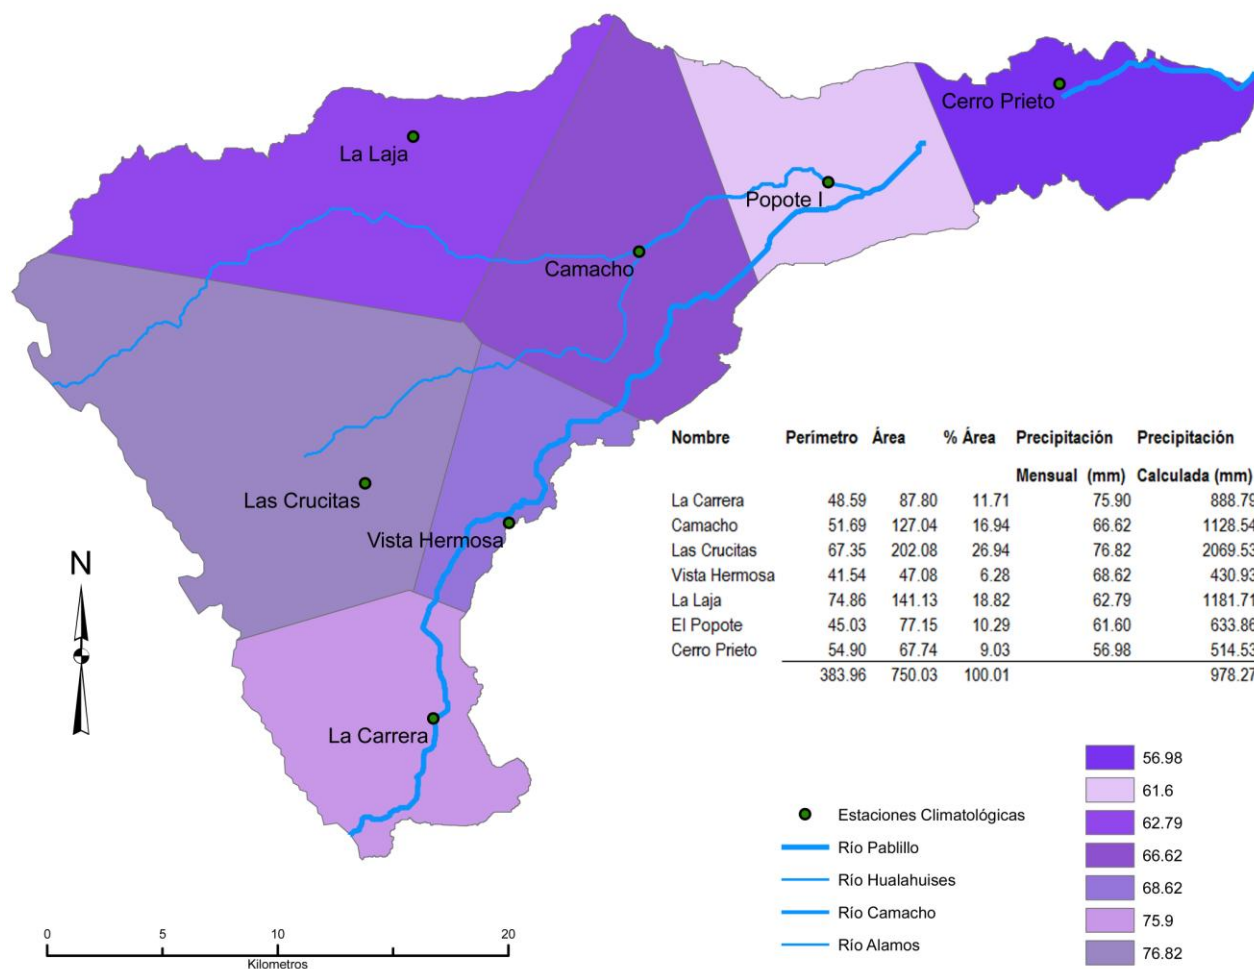 Cerro Prieto
La Laja
Popote I
Camacho
Las Crucitas
Vista Hermosa
La Carrera
N
Nombre Perímetro Área % Área Precipitación Precipitación
Mensual (mm) Calculada (mm)
La Carrera 48.59 87.80 11.71 75.90 888.79
Camacho 51.69 127.04 16.94 66.62 1128.54
Las Crucitas 67.35 202.08 26.94 76.82 2069.53
Vista Hermosa 41.54 47.08 6.28 68.62 430.93
La Laja 74.86 141.13 18.82 62.79 1181.71
El Popote 45.03 77.15 10.29 61.60 633.86
Cerro Prieto 54.90 67.74 9.03 56.98 514.53
383.96 750.03 100.01 978.27
Estaciones Climatológicas
Río Pablillo
Río Hualahuises
Río Camacho
Río Alamos
56.98
61.6
62.79
66.62
68.62
75.9
76.82
0 5 10 20
Kilometros